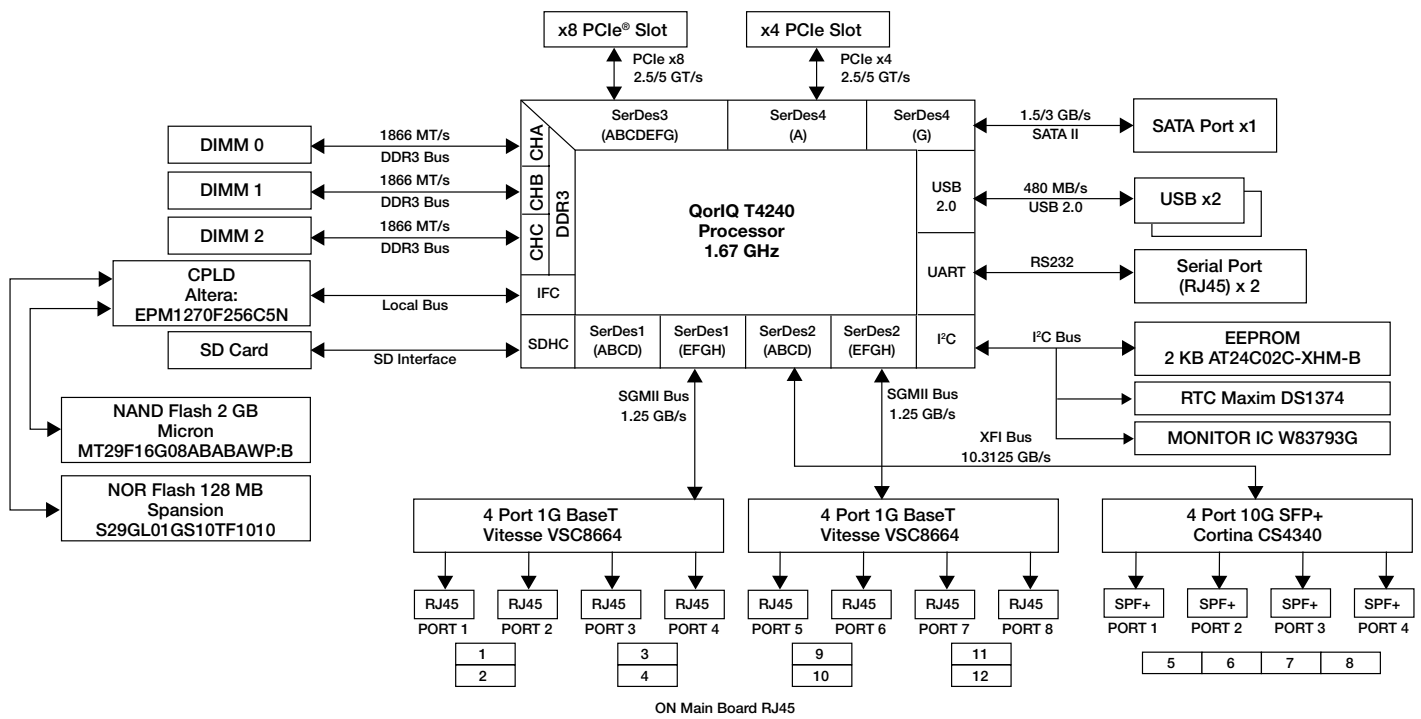 x8 PCIe® Slot
x4 PCIe Slot
PCIe x8
2.5/5 GT/s
PCIe x4
2.5/5 GT/s
SerDes3
(ABCDEFG)
SerDes4
(A)
SerDes4
(G)
1.5/3 GB/s
SATA II
SATA Port x1
DIMM 0
1866 MT/s
DDR3 Bus
CHA
DIMM 1
1866 MT/s
DDR3 Bus
CHB
DIMM 2
1866 MT/s
DDR3 Bus
CHC
DDR3
QorIQ T4240
Processor
1.67 GHz
USB
2.0
480 MB/s
USB 2.0
USB x2
UART
RS232
Serial Port
(RJ45) x 2
CPLD
Altera:
EPM1270F256C5N
Local Bus
IFC
SD Card
SD Interface
SDHC
SerDes1
(ABCD)
SerDes1
(EFGH)
SerDes2
(ABCD)
SerDes2
(EFGH)
I²C
I²C Bus
EEPROM
2 KB AT24C02C-XHM-B
RTC Maxim DS1374
MONITOR IC W83793G
SGMII Bus
1.25 GB/s
SGMII Bus
1.25 GB/s
XFI Bus
10.3125 GB/s
NAND Flash 2 GB
Micron
MT29F16G08ABABAWP:B
NOR Flash 128 MB
Spansion
S29GL01GS10TF1010
4 Port 1G BaseT
Vitesse VSC8664
4 Port 1G BaseT
Vitesse VSC8664
4 Port 10G SFP+
Cortina CS4340
RJ45
RJ45
RJ45
RJ45
RJ45
RJ45
RJ45
RJ45
SPF+
SPF+
SPF+
SPF+
PORT 1
PORT 2
PORT 3
PORT 4
PORT 5
PORT 6
PORT 7
PORT 8
PORT 1
PORT 2
PORT 3
PORT 4
1
2
3
4
9
10
11
12
5
6
7
8
ON Main Board RJ45